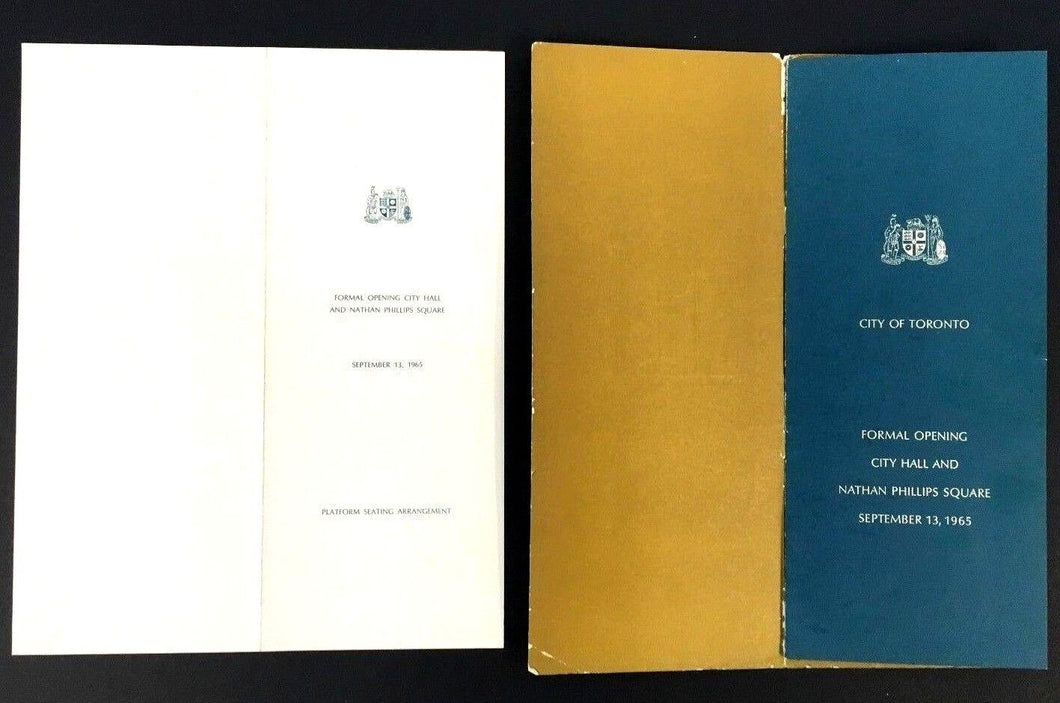 FORMAL OPENING CITY HALL
AND NATHAN PHILLIPS SQUARE
SEPTEMBER 13, 1965
PLATFORM SEATING ARRANGEMENT
CITY OF TORONTO
FORMAL OPENING
CITY HALL AND
NATHAN PHILLIPS SQUARE
SEPTEMBER 13, 1965